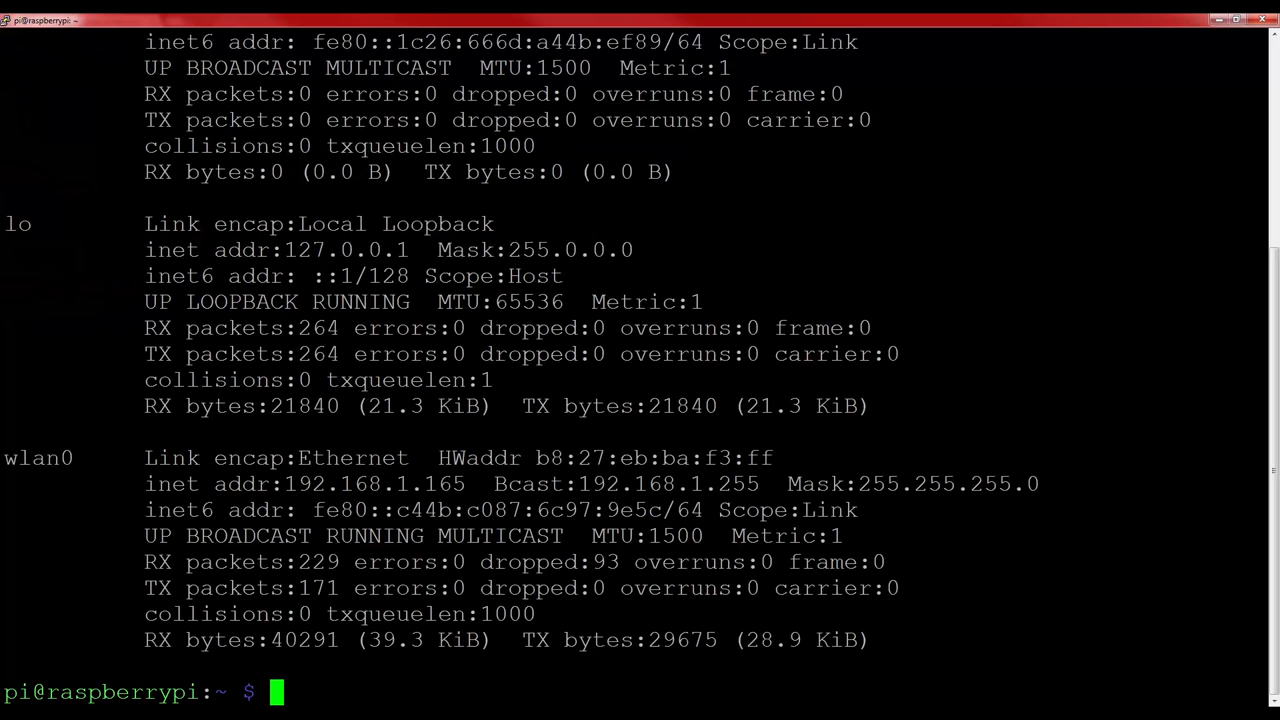 pi@raspberrypi: ~
inet6 addr: fe80::1c26:666d:a44b:ef89/64 Scope:Link
UP BROADCAST MULTICAST  MTU:1500  Metric:1
RX packets:0 errors:0 dropped:0 overruns:0 frame:0
TX packets:0 errors:0 dropped:0 overruns:0 carrier:0
collisions:0 txqueuelen:1000
RX bytes:0 (0.0 B)  TX bytes:0 (0.0 B)
lo        Link encap:Local Loopback
inet addr:127.0.0.1  Mask:255.0.0.0
inet6 addr: ::1/128 Scope:Host
UP LOOPBACK RUNNING  MTU:65536  Metric:1
RX packets:264 errors:0 dropped:0 overruns:0 frame:0
TX packets:264 errors:0 dropped:0 overruns:0 carrier:0
collisions:0 txqueuelen:1
RX bytes:21840 (21.3 KiB)  TX bytes:21840 (21.3 KiB)
wlan0     Link encap:Ethernet  HWaddr b8:27:eb:ba:f3:ff
inet addr:192.168.1.165  Bcast:192.168.1.255  Mask:255.255.255.0
inet6 addr: fe80::c44b:c087:6c97:9e5c/64 Scope:Link
UP BROADCAST RUNNING MULTICAST  MTU:1500  Metric:1
RX packets:229 errors:0 dropped:93 overruns:0 frame:0
TX packets:171 errors:0 dropped:0 overruns:0 carrier:0
collisions:0 txqueuelen:1000
RX bytes:40291 (39.3 KiB)  TX bytes:29675 (28.9 KiB)
pi@raspberrypi:~ $